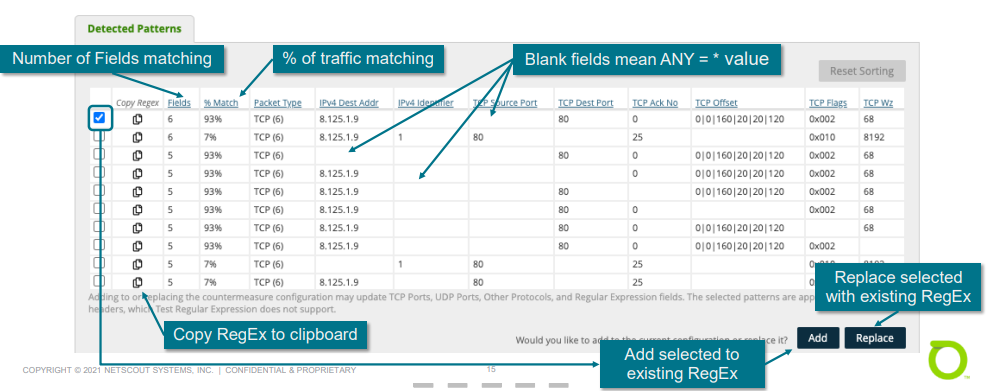 Detected Patterns
Number of Fields matching
% of traffic matching
Blank fields mean ANY = * value
Reset Sorting
Copy Regex Fields % Match Packet Type IPv4 Dest Addr IPv4 Identifier TCP Source Port TCP Dest Port TCP Ack No TCP Offset TCP Flags TCP Wz
6 93% TCP (6) 8.125.1.9 80 0 0|0|160|20|20|120 0x002 68
6 7% TCP (6) 8.125.1.9 1 80 25 0x010 8192
5 93% TCP (6) 80 0 0|0|160|20|20|120 0x002 68
5 93% TCP (6) 8.125.1.9 0 0|0|160|20|20|120 0x002 68
5 93% TCP (6) 8.125.1.9 80 0|0|160|20|20|120 0x002 68
5 93% TCP (6) 8.125.1.9 80 0 0x002 68
5 93% TCP (6) 8.125.1.9 80 0|0|160|20|20|120 68
5 93% TCP (6) 8.125.1.9 80 0 0|0|160|20|20|120 0x002
5 7% TCP (6) 1 80 25 0x010 8192
5 7% TCP (6) 8.125.1.9 80 25
Adding to or replacing the countermeasure configuration may update TCP Ports, UDP Ports, Other Protocols, and Regular Expression fields. The selected patterns are
headers, which Test Regular Expression does not support.
Replace selected
with existing RegEx
Copy RegEx to clipboard
Would you like to add to the current configuration or replace it?
Add
Replace
Add selected to
existing RegEx
COPYRIGHT © 2021 NETSCOUT SYSTEMS, INC. | CONFIDENTIAL & PROPRIETARY
15